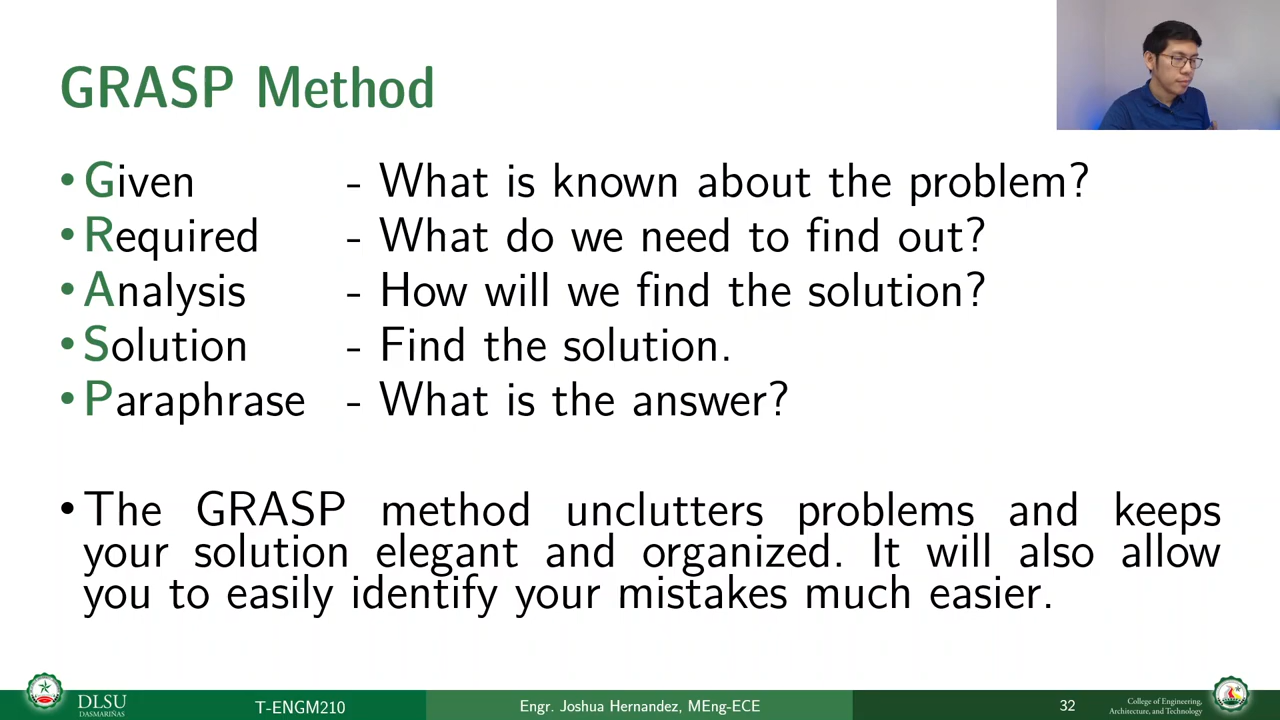 GRASP Method
• Given - What is known about the problem?
• Required - What do we need to find out?
• Analysis - How will we find the solution?
• Solution - Find the solution.
• Paraphrase - What is the answer?
• The GRASP method unclutters problems and keeps
your solution elegant and organized. It will also allow
you to easily identify your mistakes much easier.
DLSU
DASMARIÑAS
T-ENGM210
Engr. Joshua Hernandez, MEng-ECE
32
College of Engineering,
Architecture, and Technology